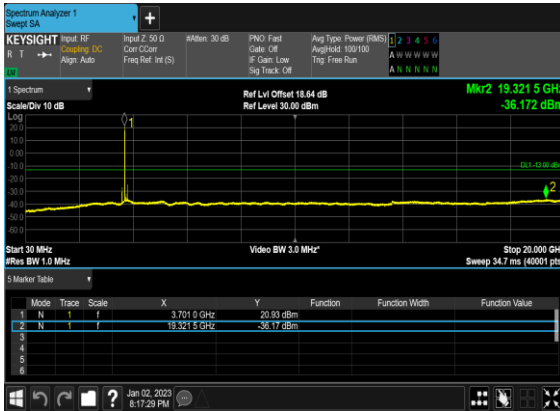 Spectrum Analyzer 1
Swept SA
+
KEYSIGHT Input: RF Input Z: 50 Ω #Atten: 30 dB PNO: Fast Avg Type: Power (RMS) 1 2 3 4 5 6
R T Coupling: DC Corr CCorr Gate: Off Avg|Hold: 100/100 A W W W W W
Align: Auto Freq Ref: Int (S) IF Gain: Low Trig: Free Run
Sig Track: Off A N N N N N
1 Spectrum
Scale/Div 10 dB
Ref Lvl Offset 18.64 dB
Ref Level 30.00 dBm
Mkr2 19.321 5 GHz
-36.172 dBm
Log
1
20.0
10.0
0.00
-10.0
DL1 -13.00 dBm
-20.0
-30.0
2
-40.0
-50.0
-60.0
Start 30 MHz Video BW 3.0 MHz* Stop 20.000 GHz
#Res BW 1.0 MHz Sweep 34.7 ms (40001 pts
5 Marker Table
Mode Trace Scale X Y Function Function Width Function Value
1 N 1 f 3.701 0 GHz 20.93 dBm
2 N 1 f 19.321 5 GHz -36.17 dBm
3
4
5
6
? Jan 02, 2023
8:17:29 PM